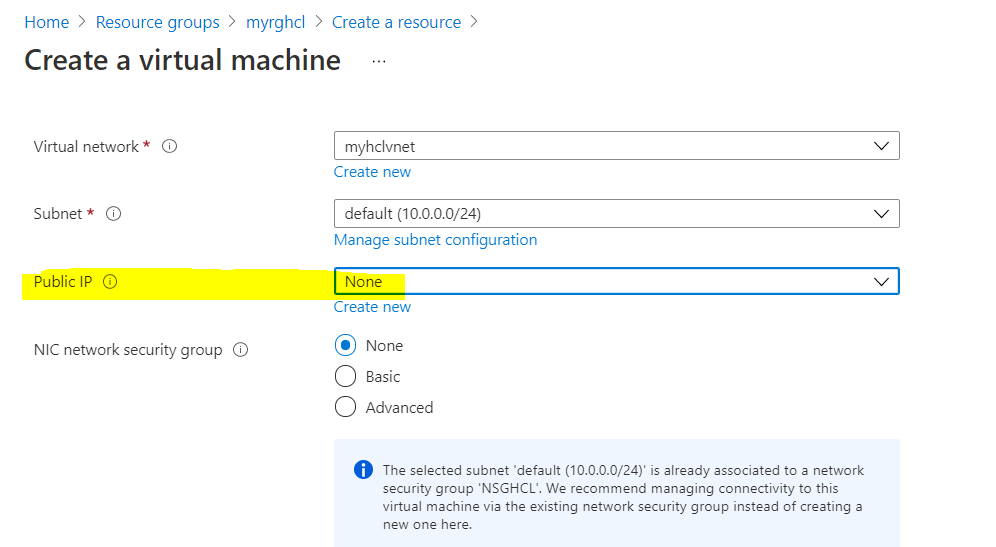 Home > Resource groups > myrghcl > Create a resource >
Create a virtual machine ...
Virtual network *
myhclvnet
Create new
Subnet *
default (10.0.0.0/24)
Manage subnet configuration
Public IP
None
Create new
NIC network security group
None
Basic
Advanced
The selected subnet 'default (10.0.0.0/24)' is already associated to a network
security group 'NSGHCL'. We recommend managing connectivity to this
virtual machine via the existing network security group instead of creating a
new one here.